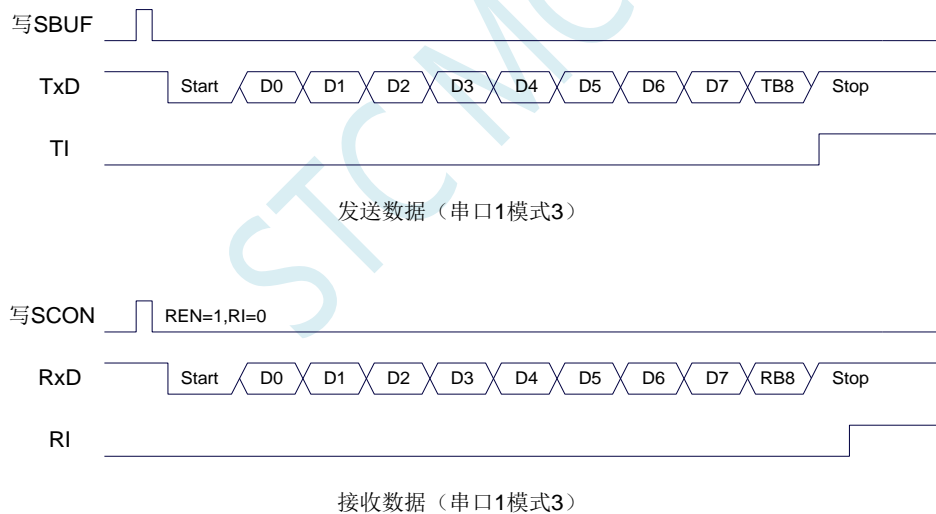 写SBUF
TxD Start D0 D1 D2 D3 D4 D5 D6 D7 TB8 Stop
TI
发送数据（串口1模式3）
写SCON REN=1,RI=0
RxD Start D0 D1 D2 D3 D4 D5 D6 D7 RB8 Stop
RI
接收数据（串口1模式3）
STC MC